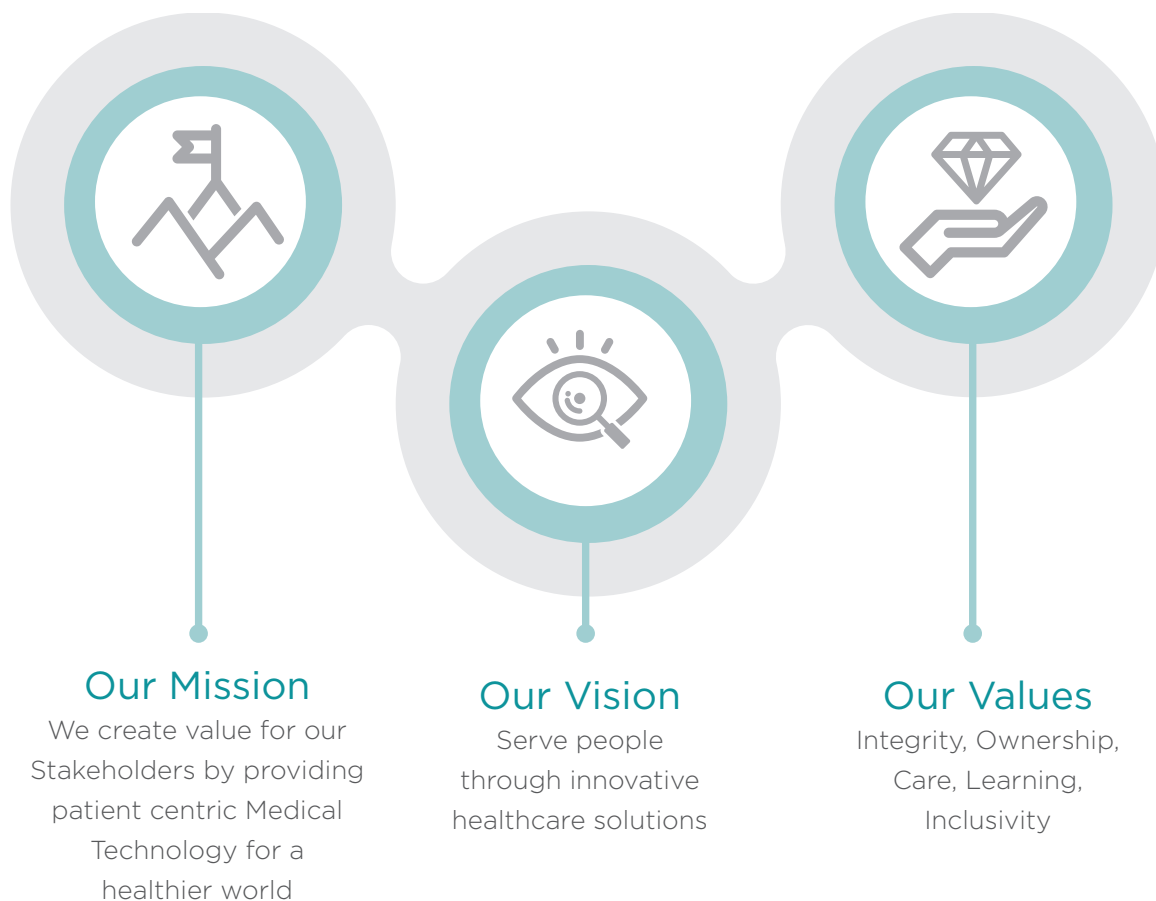 Our Mission
We create value for our
Stakeholders by providing
patient centric Medical
Technology for a
healthier world
Our Vision
Serve people
through innovative
healthcare solutions
Our Values
Integrity, Ownership,
Care, Learning,
Inclusivity